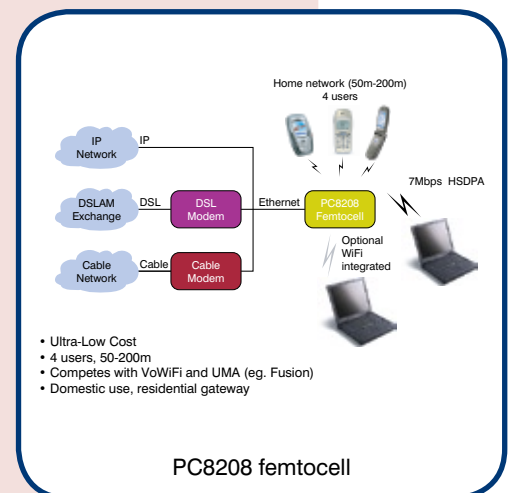 Home network (50m-200m)
4 users
IP
Network
IP
7Mbps HSDPA
DSLAM
Exchange
DSL
DSL
Modem
Ethernet
PC8208
Femtocell
Optional
WiFi
integrated
Cable
Network
Cable
Cable
Modem
• Ultra-Low Cost
• 4 users, 50-200m
• Competes with VoWiFi and UMA (eg. Fusion)
• Domestic use, residential gateway
PC8208 femtocell